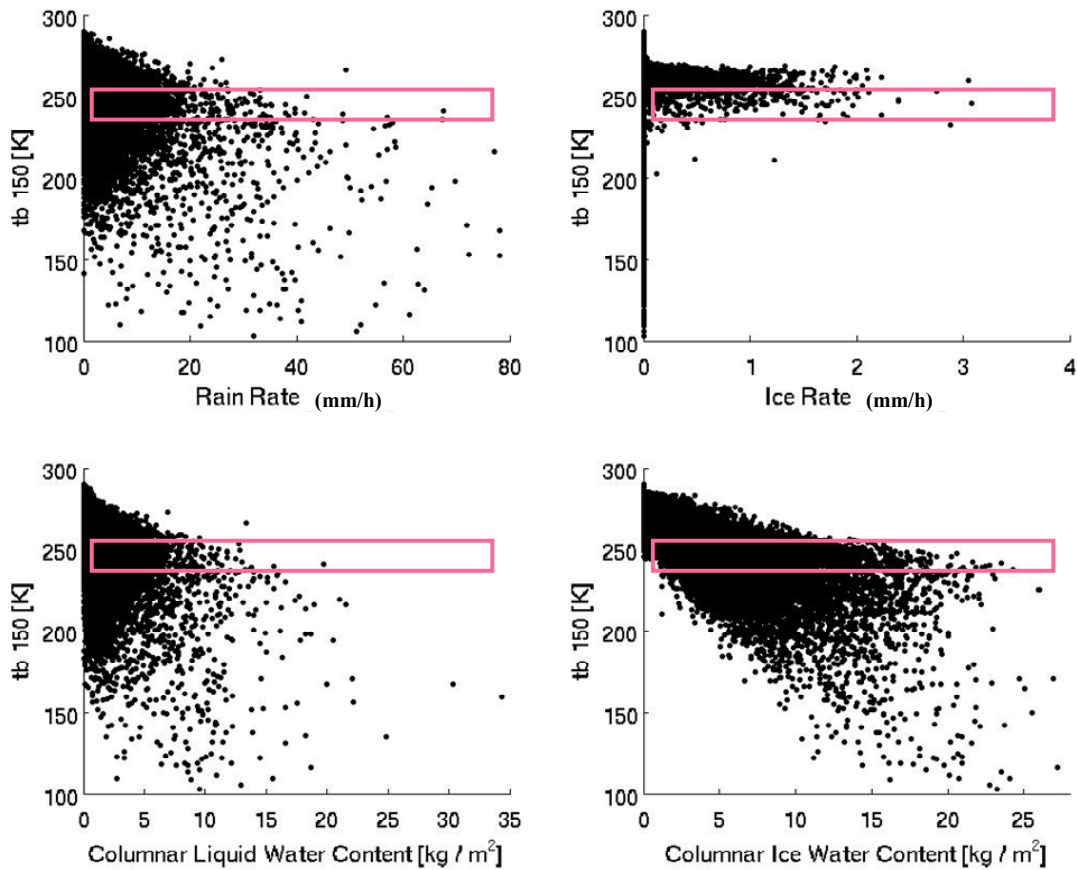 300
250
200
150
100
tb 150 [K]
0 20 40 60 80
Rain Rate (mm/h)
300
250
200
150
100
tb 150 [K]
0 1 2 3 4
Ice Rate (mm/h)
300
250
200
150
100
tb 150 [K]
0 5 10 15 20 25 30 35
Columnar Liquid Water Content [kg / m²]
300
250
200
150
100
tb 150 [K]
0 5 10 15 20 25
Columnar Ice Water Content [kg / m²]